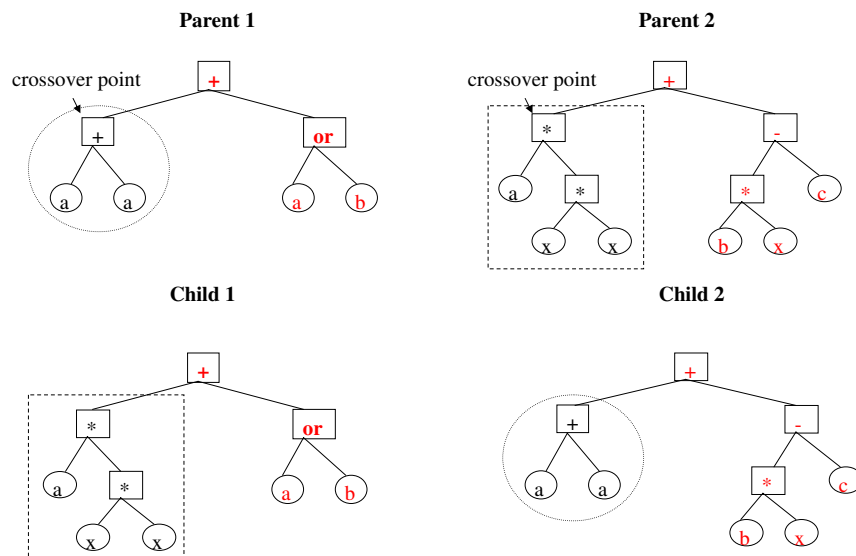 Parent 1
Parent 2
crossover point
crossover point
+
+
+
or
*
-
a
a
a
b
a
*
*
c
x
x
b
x
Child 1
Child 2
+
+
*
or
+
-
a
*
a
b
a
a
*
c
x
x
b
x